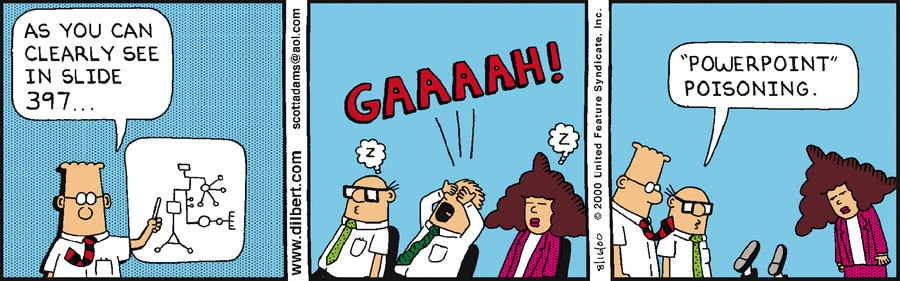 AS YOU CAN
CLEARLY SEE
IN SLIDE
397...
www.dilbert.com
scottadams@aol.com
GAAAAH!
Z
Z
8/16/00
© 2000 United Feature Syndicate, Inc.
"POWERPOINT"
POISONING.